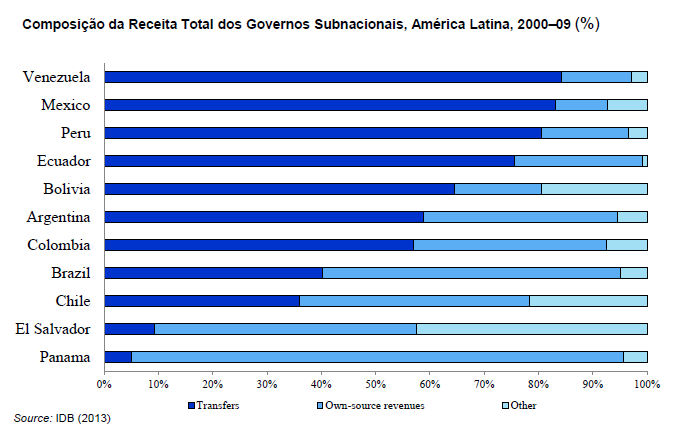 Composição da Receita Total dos Governos Subnacionais, América Latina, 2000–09 (%)
Venezuela
Mexico
Peru
Ecuador
Bolivia
Argentina
Colombia
Brazil
Chile
El Salvador
Panama
0% 10% 20% 30% 40% 50% 60% 70% 80% 90% 100%
Transfers Own-source revenues Other
Source: IDB (2013)